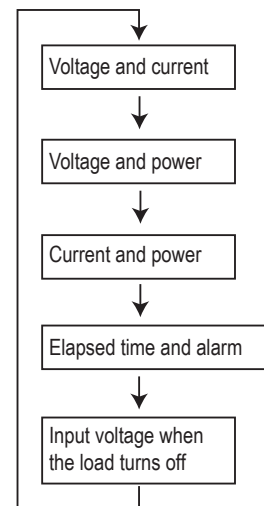 Voltage and current
Voltage and power
Current and power
Elapsed time and alarm
Input voltage when
the load turns off